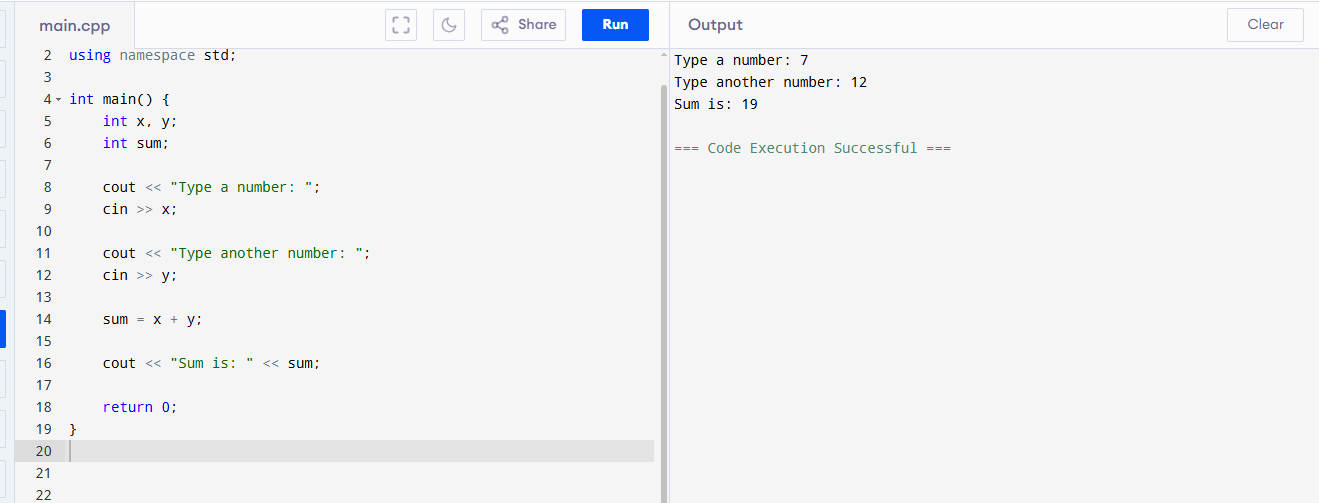 main.cpp
Share
Run
Output
Clear
2 using namespace std;
3
4 int main() {
5 int x, y;
6 int sum;
7
8 cout << "Type a number: ";
9 cin >> x;
10
11 cout << "Type another number: ";
12 cin >> y;
13
14 sum = x + y;
15
16 cout << "Sum is: " << sum;
17
18 return 0;
19 }
20
21
22
Type a number: 7
Type another number: 12
Sum is: 19
=== Code Execution Successful ===